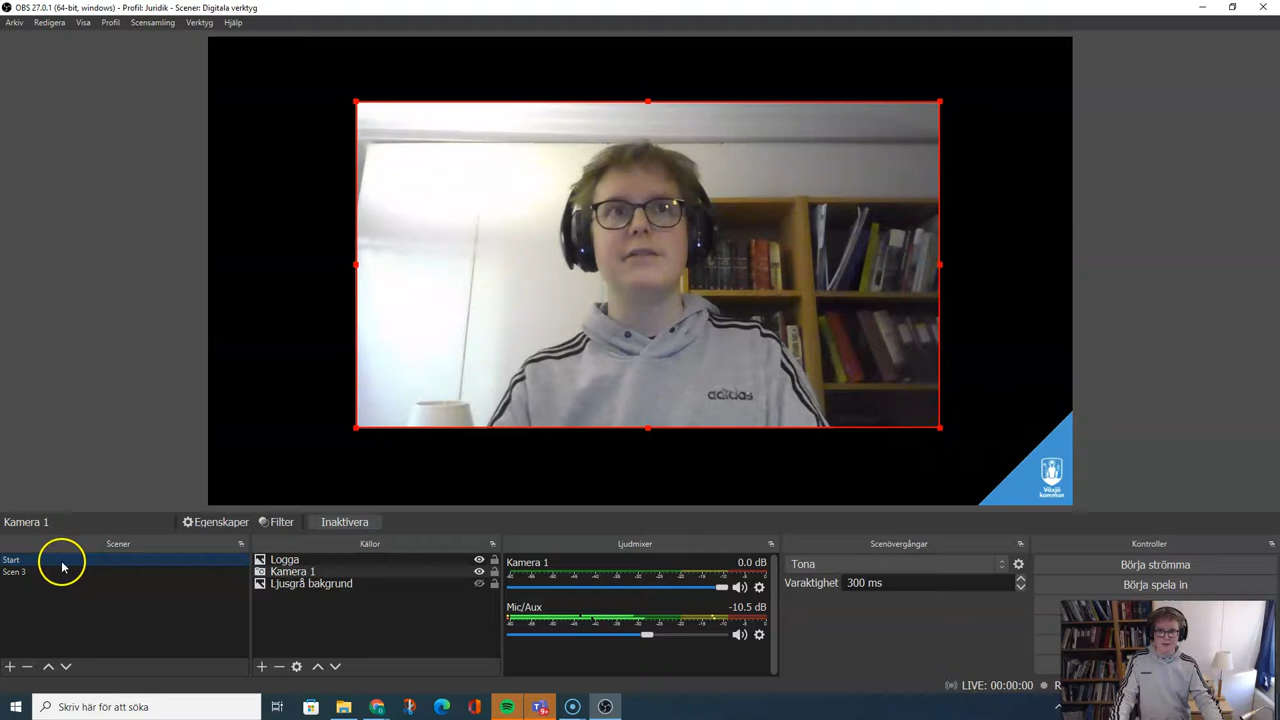 OBS 27.0.1 (64-bit, windows) - Profil: Juridik - Scener: Digitala verktyg
Arkiv Redigera Visa Profil Scensamling Verktyg Hjälp
adidas
Växjö
kommun
Kamera 1 Egenskaper Filter Inaktivera
Scener Källor Ljudmixer Scenövergångar Kontroller
Start
Scen 3
Logga
Kamera 1
Ljusgrå bakgrund
Kamera 1 0.0 dB
Mic/Aux -10.5 dB
Tona
Varaktighet 300 ms
Börja strömma
Börja spela in
LIVE: 00:00:00
Skriv här för att söka